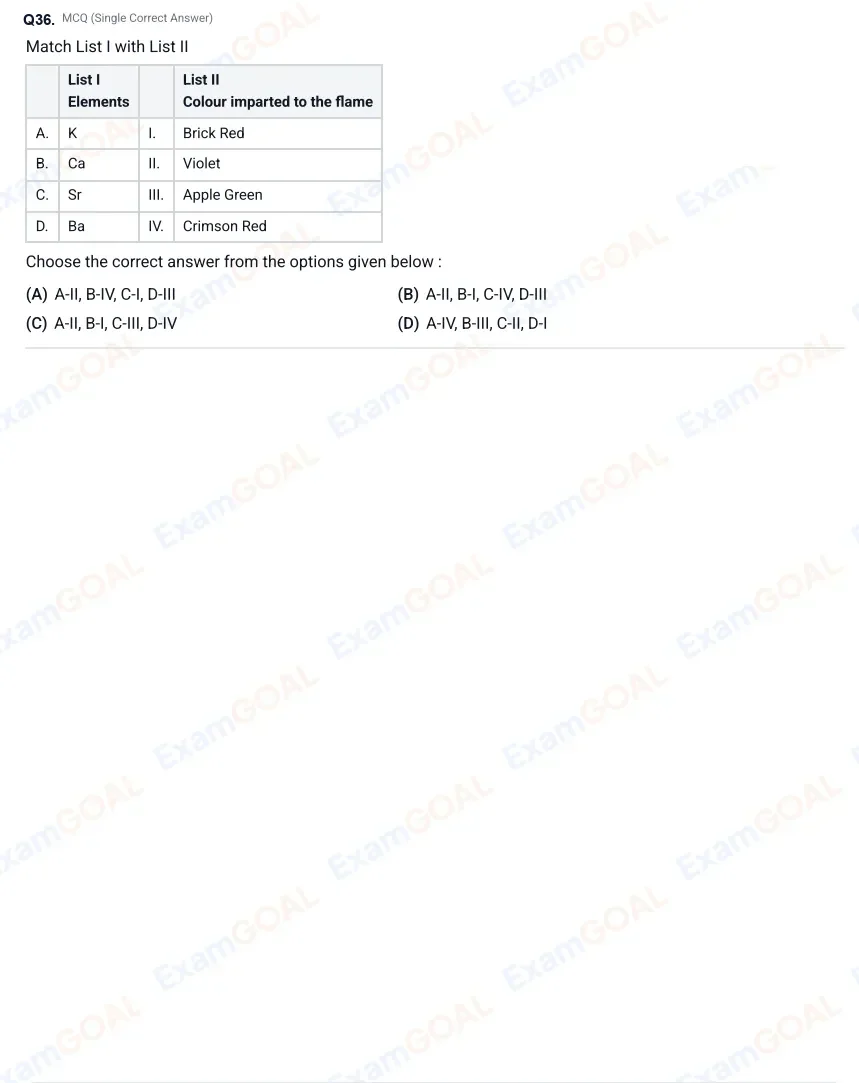 Q36. MCQ (Single Correct Answer)
Match List I with List II
List I Elements List II Colour imparted to the flame
A. K I. Brick Red
B. Ca II. Violet
C. Sr III. Apple Green
D. Ba IV. Crimson Red
Choose the correct answer from the options given below :
(A) A-II, B-IV, C-I, D-III (B) A-II, B-I, C-IV, D-III
(C) A-II, B-I, C-III, D-IV (D) A-IV, B-III, C-II, D-I
ExamGOAL